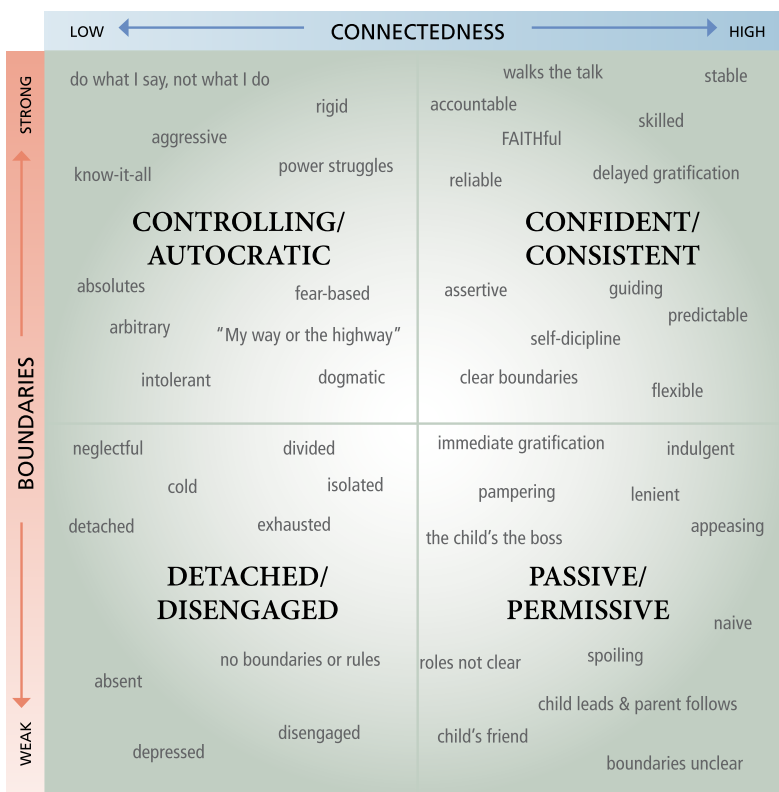 LOW
CONNECTEDNESS
HIGH
STRONG
BOUNDARIES
WEAK
do what I say, not what I do
rigid
aggressive
power struggles
know-it-all
CONTROLLING/
AUTOCRATIC
absolutes
fear-based
arbitrary
“My way or the highway”
intolerant
dogmatic
walks the talk
stable
accountable
skilled
FAITHful
reliable
delayed gratification
CONFIDENT/
CONSISTENT
assertive
guiding
predictable
self-dicipline
clear boundaries
flexible
neglectful
divided
cold
isolated
detached
exhausted
DETACHED/
DISENGAGED
no boundaries or rules
absent
disengaged
depressed
immediate gratification
indulgent
pampering
lenient
appeasing
the child’s the boss
PASSIVE/
PERMISSIVE
naive
roles not clear
spoiling
child leads & parent follows
child’s friend
boundaries unclear